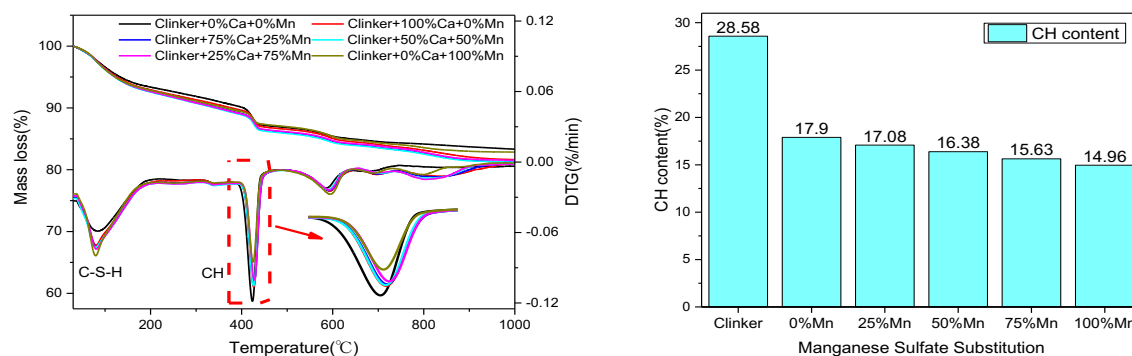 Clinker+0%Ca+0%Mn Clinker+100%Ca+0%Mn
Clinker+75%Ca+25%Mn Clinker+50%Ca+50%Mn
Clinker+25%Ca+75%Mn Clinker+0%Ca+100%Mn
Mass loss(%)
100
90
80
70
60
0.12
0.06
0.00
-0.06
-0.12
DTG(%/min)
C-S-H
CH
200 400 600 800 1000
Temperature(℃)
CH content(%)
30
25
20
15
10
5
0
CH content
28.58
17.9
17.08
16.38
15.63
14.96
Clinker 0%Mn 25%Mn 50%Mn 75%Mn 100%Mn
Manganese Sulfate Substitution